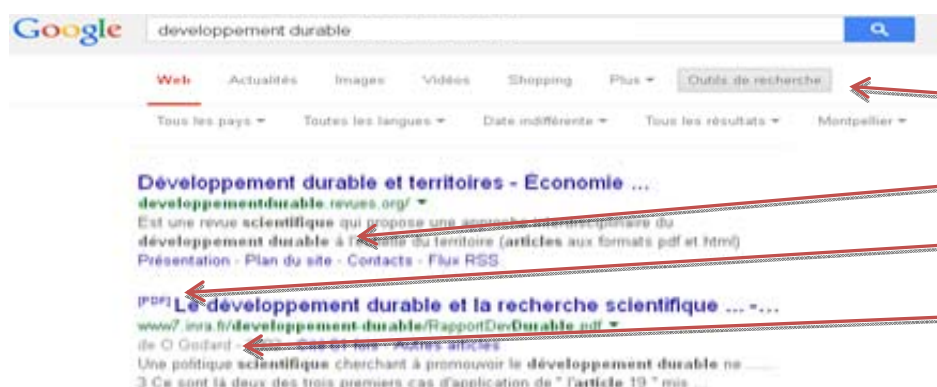 Google developpement durable
Web Actualités Images Vidéos Shopping Plus Outils de recherche
Tous les pays Toutes les langues Date indifférente Tous les résultats Montpellier
Développement durable et territoires - Économie ...
developpementdurable.revues.org/
Est une revue scientifique qui propose une approche du
développement durable à du territoire (articles aux formats pdf et html)
Présentation - Plan du site - Contacts - Flux RSS
[PDF] Le développement durable et la recherche scientifique ... -...
www7.inra.fr/developpement-durable/RapportDevDurable.pdf
de O Godard - Autres articles
Une politique scientifique cherchant à promouvoir le développement durable ne .....
3 Ce sont là deux des trois premiers cas d'application de " l'article 19 " mis